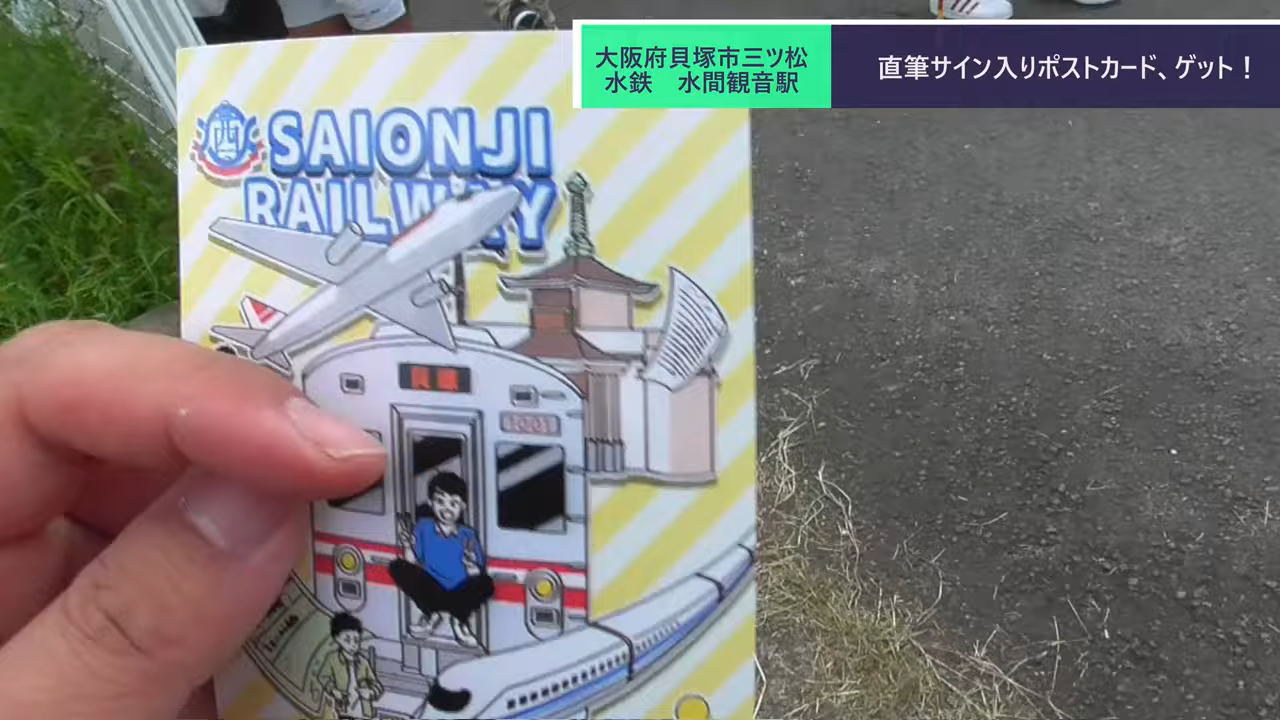 大阪府貝塚市三ツ松
水鉄　水間観音駅
直筆サイン入りポストカード、ゲット！
西
SAIONJI
RAILWAY
貝塚
1001